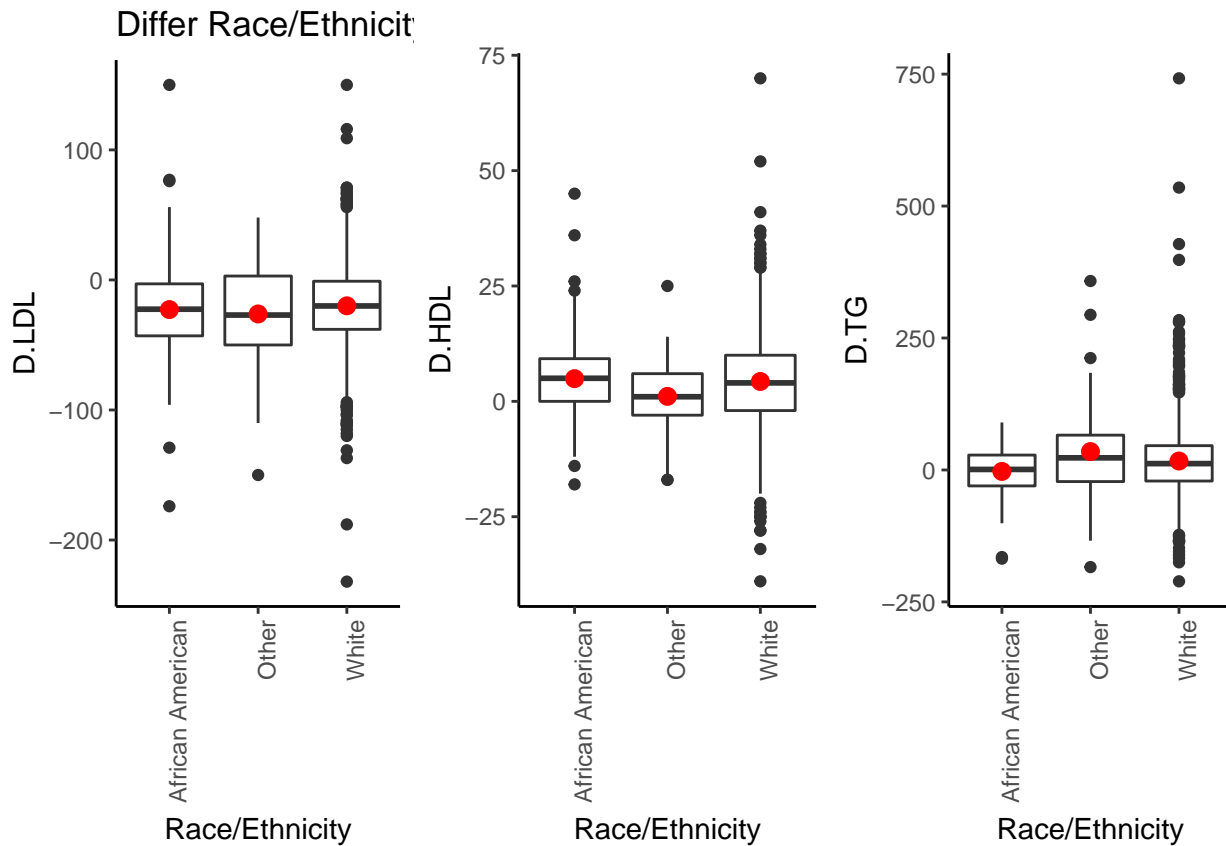 Differ Race/Ethnicity
D.LDL
100
0
−100
−200
African American
Other
White
Race/Ethnicity
D.HDL
75
50
25
0
−25
African American
Other
White
Race/Ethnicity
D.TG
750
500
250
0
−250
African American
Other
White
Race/Ethnicity